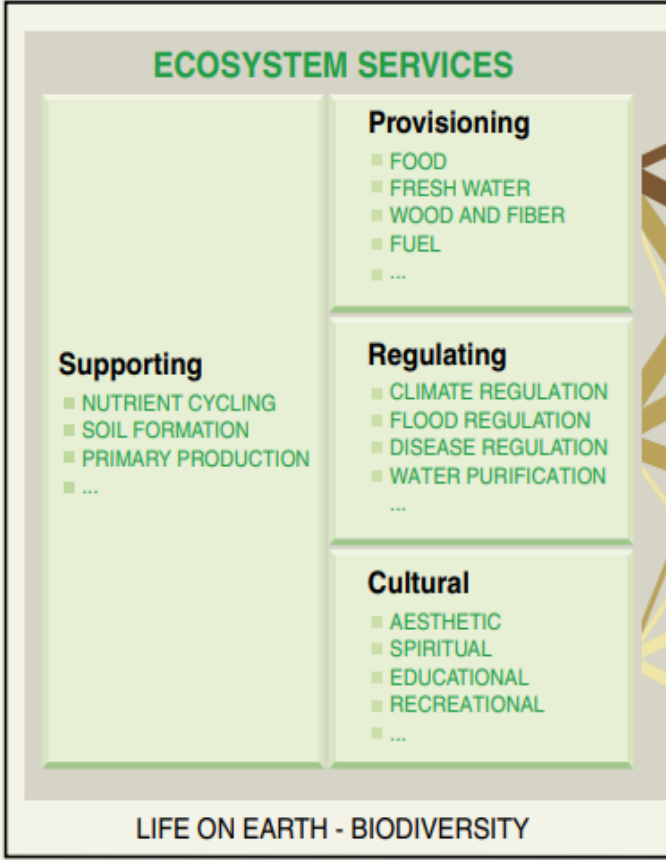 ECOSYSTEM SERVICES
Supporting
NUTRIENT CYCLING
SOIL FORMATION
PRIMARY PRODUCTION
...
Provisioning
FOOD
FRESH WATER
WOOD AND FIBER
FUEL
...
Regulating
CLIMATE REGULATION
FLOOD REGULATION
DISEASE REGULATION
WATER PURIFICATION
...
Cultural
AESTHETIC
SPIRITUAL
EDUCATIONAL
RECREATIONAL
...
LIFE ON EARTH - BIODIVERSITY